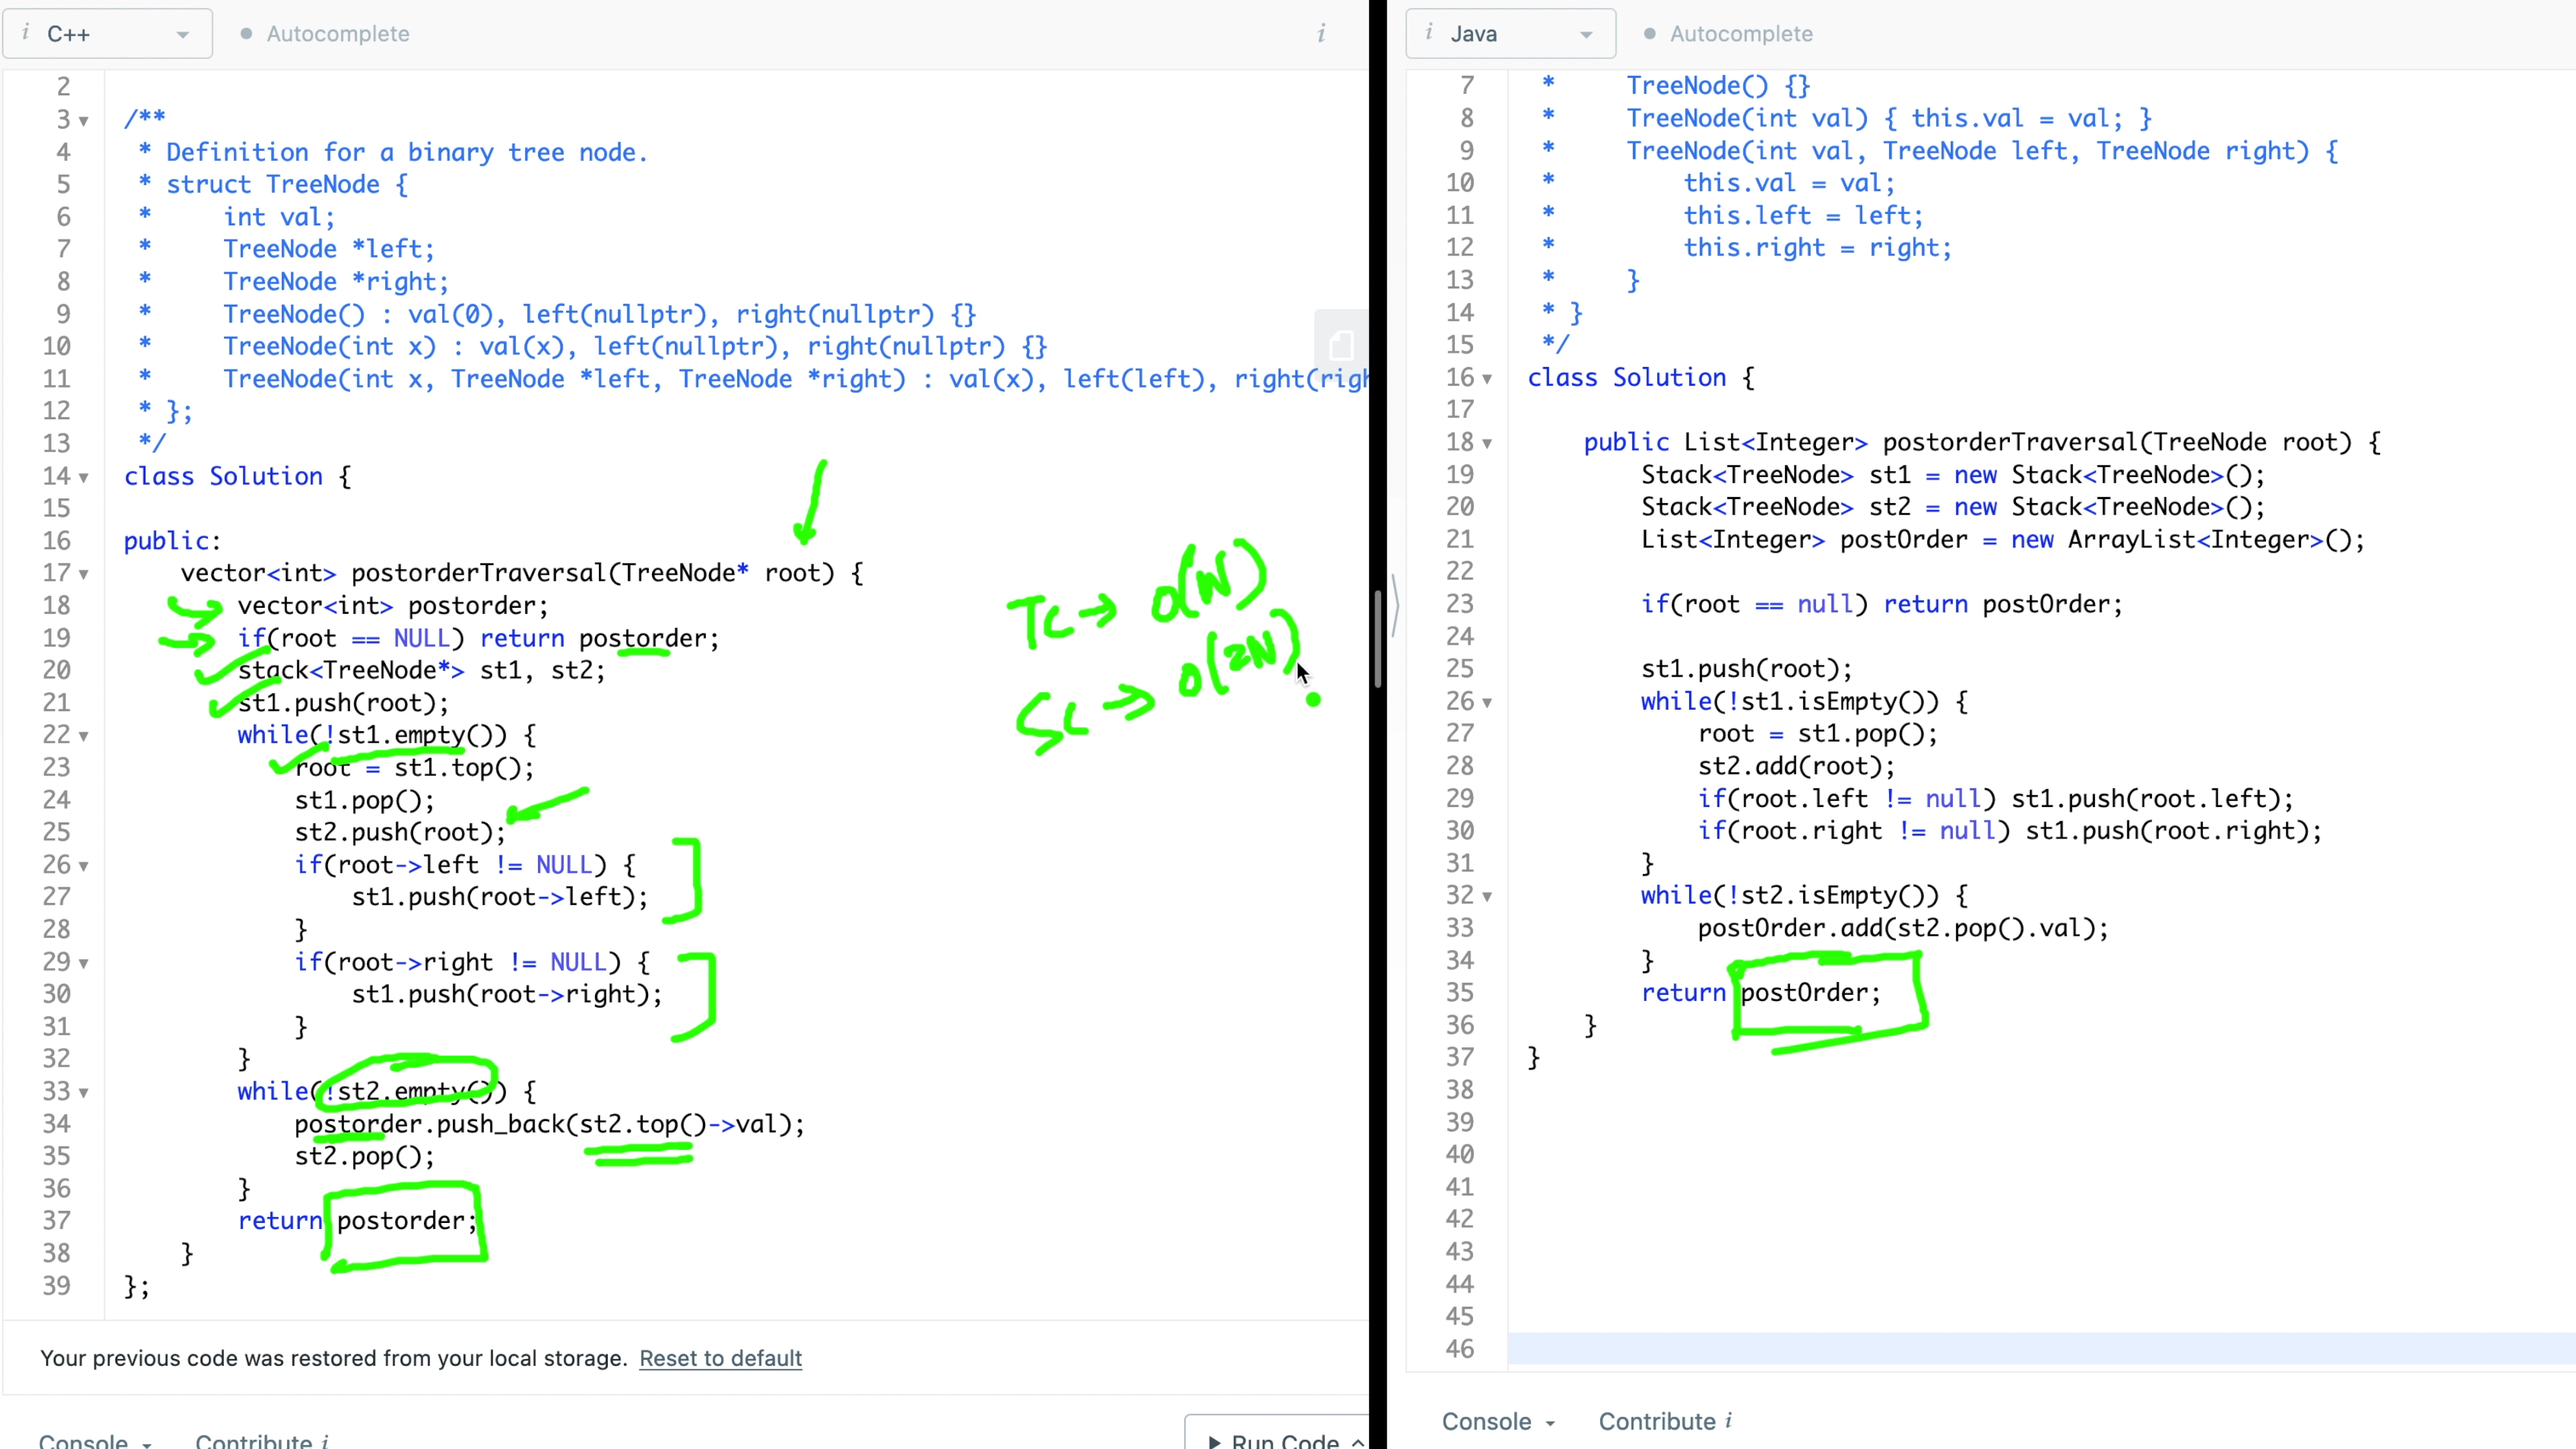 i C++
Autocomplete
i
2
3 /**
4 * Definition for a binary tree node.
5 * struct TreeNode {
6 * int val;
7 * TreeNode *left;
8 * TreeNode *right;
9 * TreeNode() : val(0), left(nullptr), right(nullptr) {}
10 * TreeNode(int x) : val(x), left(nullptr), right(nullptr) {}
11 * TreeNode(int x, TreeNode *left, TreeNode *right) : val(x), left(left), right(righ
12 * };
13 */
14 class Solution {
15
16 public:
17 vector<int> postorderTraversal(TreeNode* root) {
18 vector<int> postorder;
19 if(root == NULL) return postorder;
20 stack<TreeNode*> st1, st2;
21 st1.push(root);
22 while(!st1.empty()) {
23 root = st1.top();
24 st1.pop();
25 st2.push(root);
26 if(root->left != NULL) {
27 st1.push(root->left);
28 }
29 if(root->right != NULL) {
30 st1.push(root->right);
31 }
32 }
33 while(!st2.empty()) {
34 postorder.push_back(st2.top()->val);
35 st2.pop();
36 }
37 return postorder;
38 }
39 };
TC → O(N)
SC → O(2N)
Your previous code was restored from your local storage. Reset to default
Console
Contribute i
Run Code
i Java
Autocomplete
7 * TreeNode() {}
8 * TreeNode(int val) { this.val = val; }
9 * TreeNode(int val, TreeNode left, TreeNode right) {
10 * this.val = val;
11 * this.left = left;
12 * this.right = right;
13 * }
14 * }
15 */
16 class Solution {
17
18 public List<Integer> postorderTraversal(TreeNode root) {
19 Stack<TreeNode> st1 = new Stack<TreeNode>();
20 Stack<TreeNode> st2 = new Stack<TreeNode>();
21 List<Integer> postOrder = new ArrayList<Integer>();
22
23 if(root == null) return postOrder;
24
25 st1.push(root);
26 while(!st1.isEmpty()) {
27 root = st1.pop();
28 st2.add(root);
29 if(root.left != null) st1.push(root.left);
30 if(root.right != null) st1.push(root.right);
31 }
32 while(!st2.isEmpty()) {
33 postOrder.add(st2.pop().val);
34 }
35 return postOrder;
36 }
37 }
38
39
40
41
42
43
44
45
46
Console
Contribute i